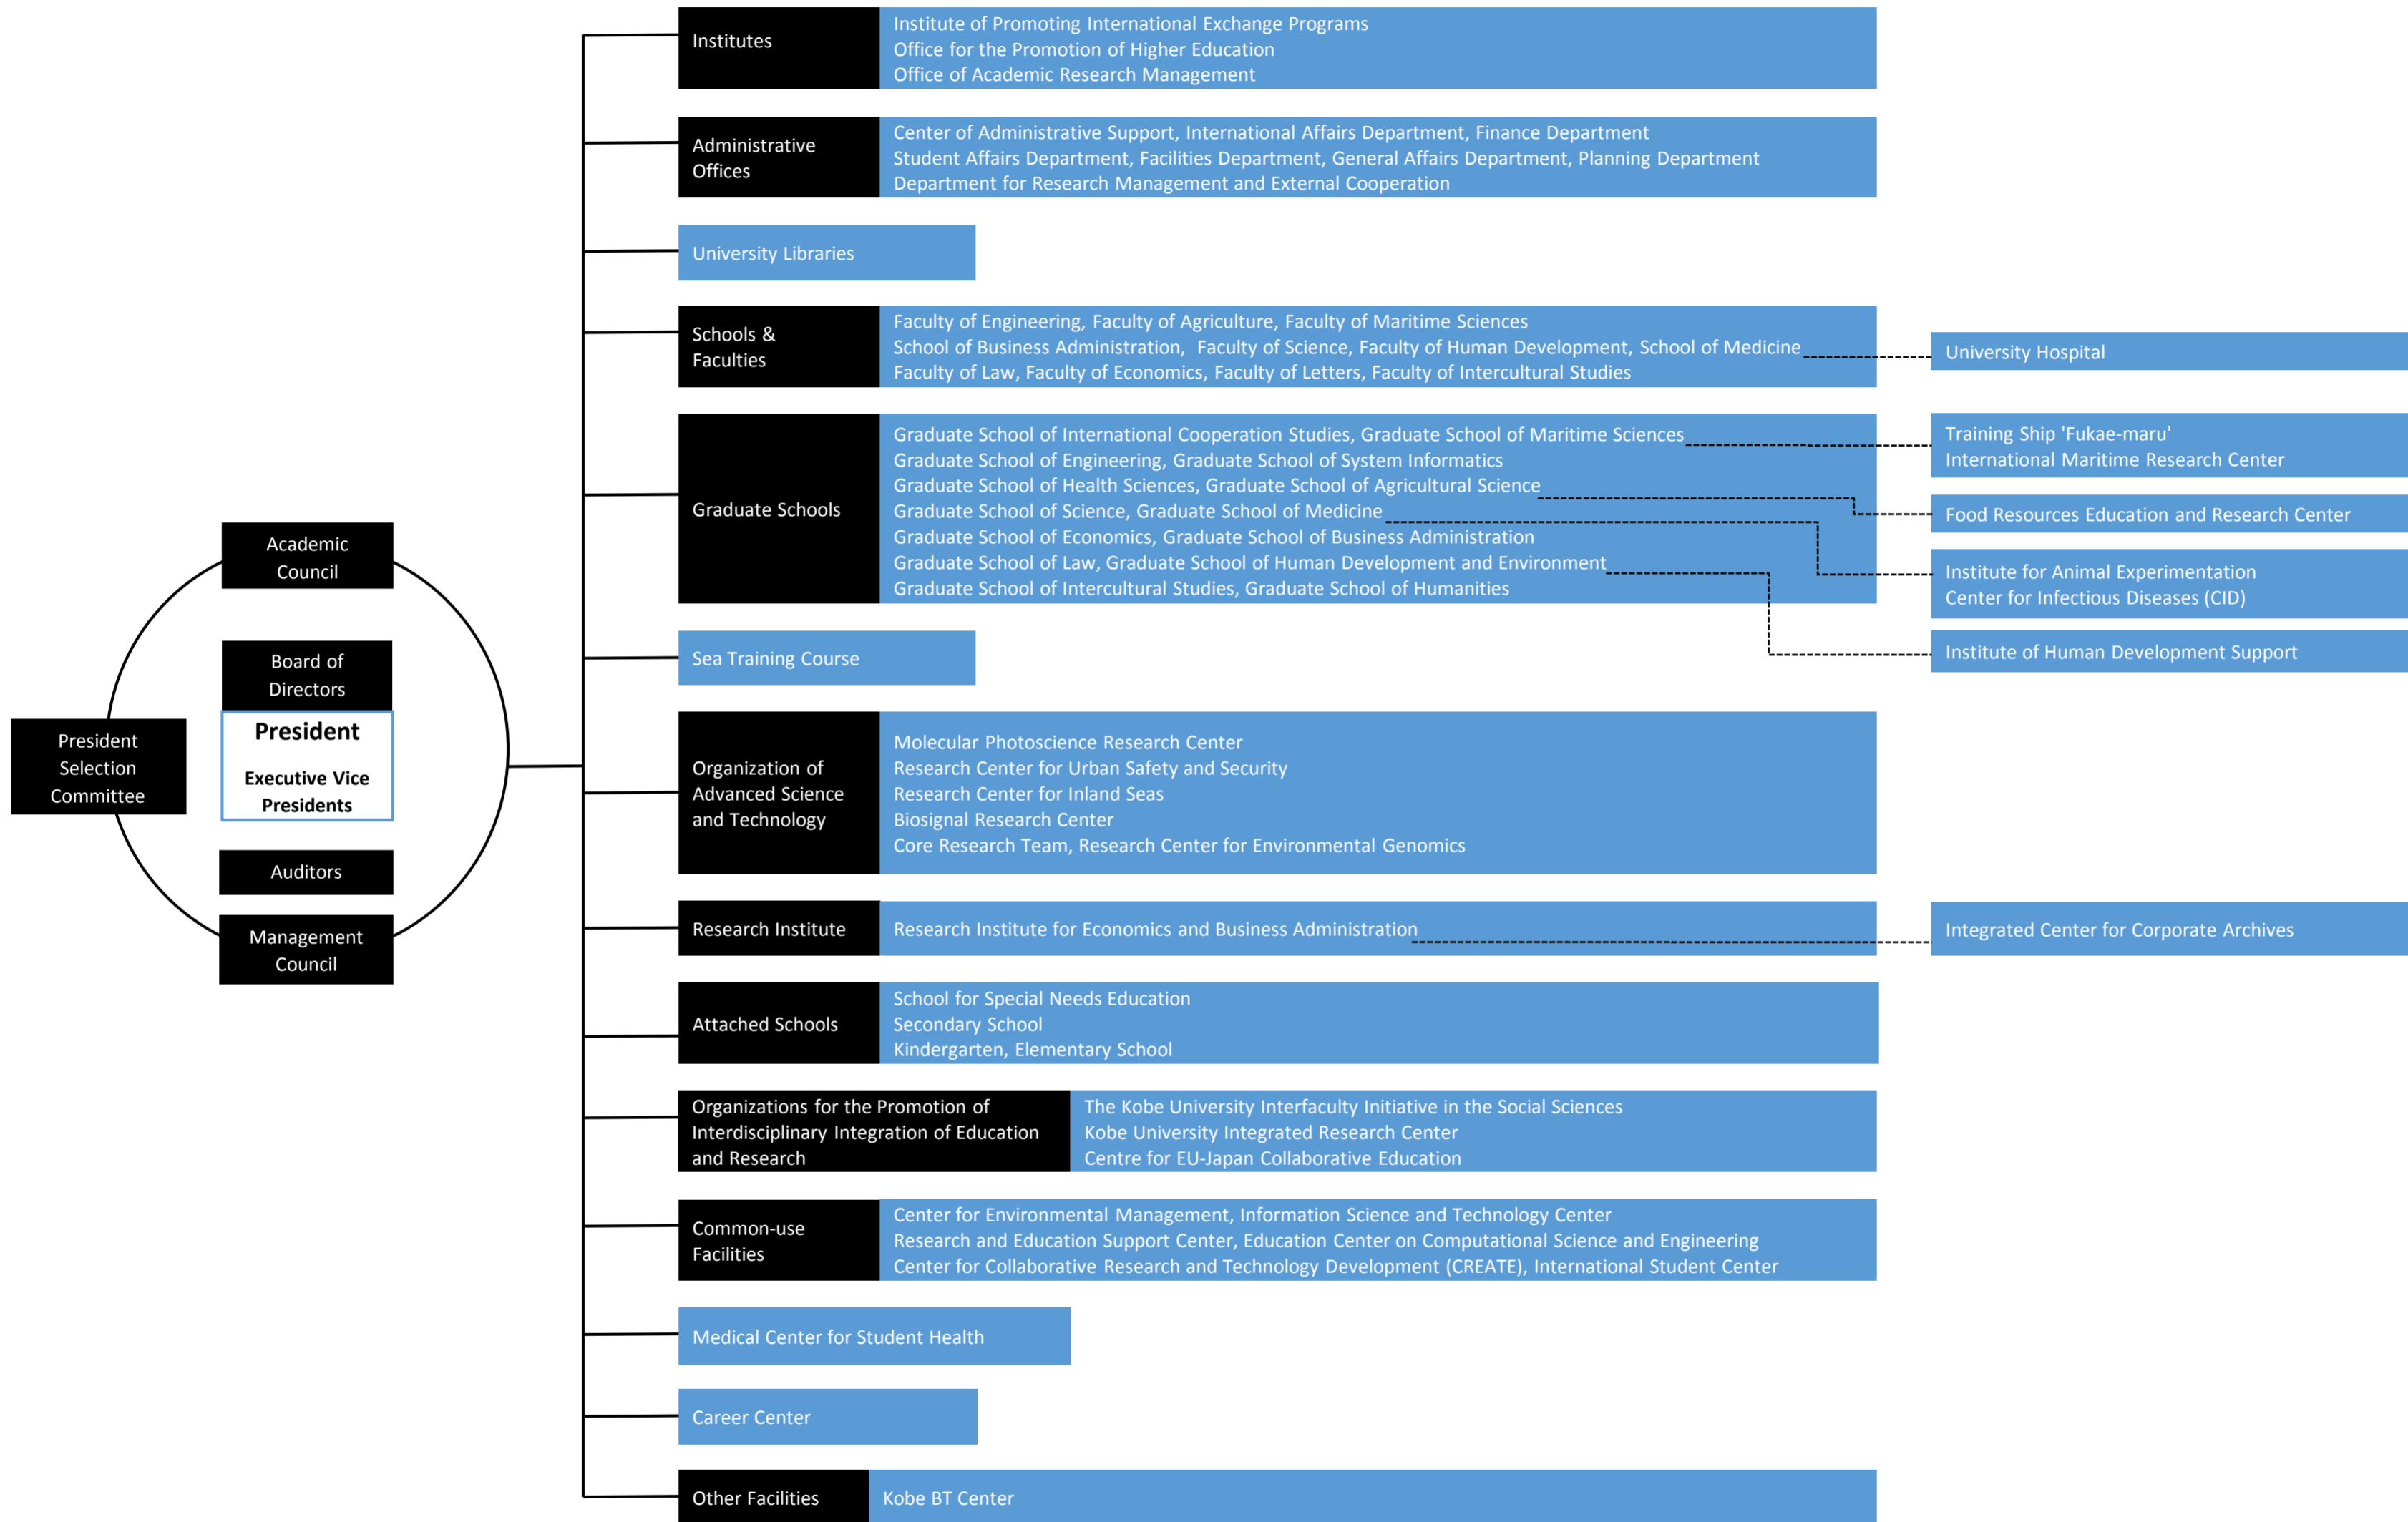 Academic
Council
Board of
Directors
President
Executive Vice
Presidents
President
Selection
Committee
Auditors
Management
Council
Institutes
Institute of Promoting International Exchange Programs
Office for the Promotion of Higher Education
Office of Academic Research Management
Administrative
Offices
Center of Administrative Support, International Affairs Department, Finance Department
Student Affairs Department, Facilities Department, General Affairs Department, Planning Department
Department for Research Management and External Cooperation
University Libraries
Schools &
Faculties
Faculty of Engineering, Faculty of Agriculture, Faculty of Maritime Sciences
School of Business Administration, Faculty of Science, Faculty of Human Development, School of Medicine
Faculty of Law, Faculty of Economics, Faculty of Letters, Faculty of Intercultural Studies
University Hospital
Graduate Schools
Graduate School of International Cooperation Studies, Graduate School of Maritime Sciences
Graduate School of Engineering, Graduate School of System Informatics
Graduate School of Health Sciences, Graduate School of Agricultural Science
Graduate School of Science, Graduate School of Medicine
Graduate School of Economics, Graduate School of Business Administration
Graduate School of Law, Graduate School of Human Development and Environment
Graduate School of Intercultural Studies, Graduate School of Humanities
Training Ship 'Fukae-maru'
International Maritime Research Center
Food Resources Education and Research Center
Institute for Animal Experimentation
Center for Infectious Diseases (CID)
Institute of Human Development Support
Sea Training Course
Organization of
Advanced Science
and Technology
Molecular Photoscience Research Center
Research Center for Urban Safety and Security
Research Center for Inland Seas
Biosignal Research Center
Core Research Team, Research Center for Environmental Genomics
Research Institute
Research Institute for Economics and Business Administration
Integrated Center for Corporate Archives
Attached Schools
School for Special Needs Education
Secondary School
Kindergarten, Elementary School
Organizations for the Promotion of
Interdisciplinary Integration of Education
and Research
The Kobe University Interfaculty Initiative in the Social Sciences
Kobe University Integrated Research Center
Centre for EU-Japan Collaborative Education
Common-use
Facilities
Center for Environmental Management, Information Science and Technology Center
Research and Education Support Center, Education Center on Computational Science and Engineering
Center for Collaborative Research and Technology Development (CREATE), International Student Center
Medical Center for Student Health
Career Center
Other Facilities
Kobe BT Center